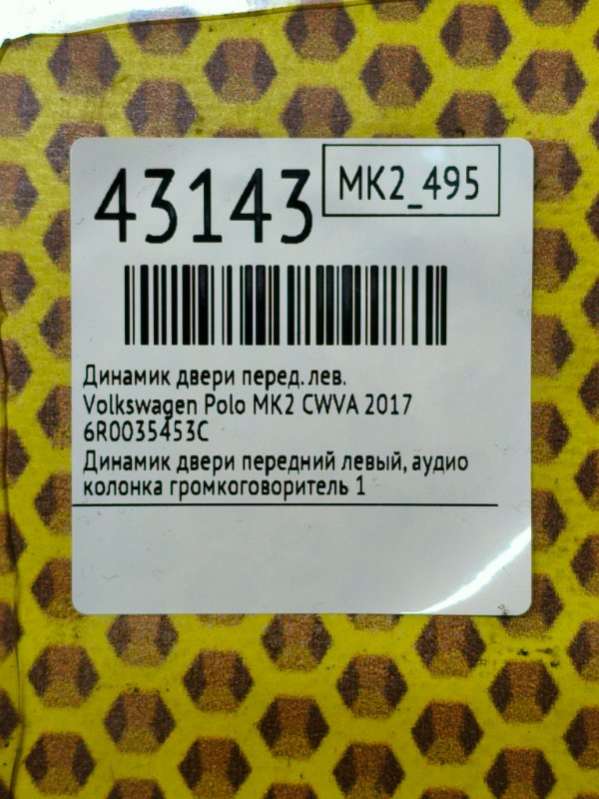 43143
MK2_495
Динамик двери перед. лев.
Volkswagen Polo MK2 CWVA 2017
6R0035453C
Динамик двери передний левый, аудио
колонка громкоговоритель 1